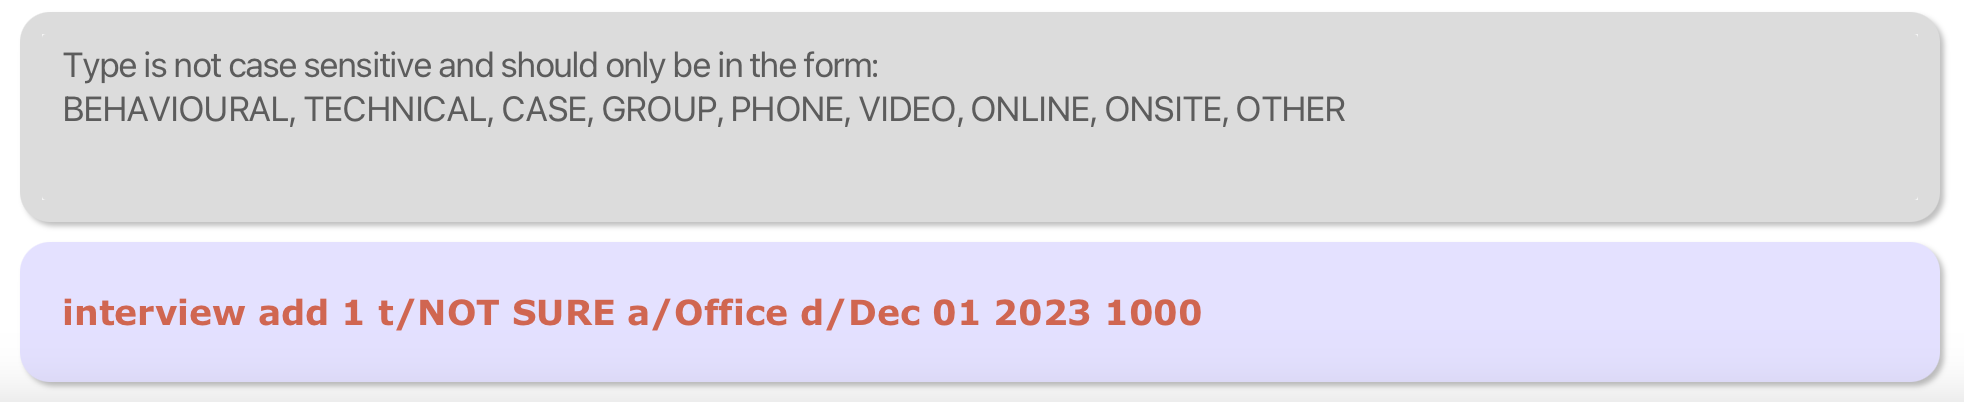 Type is not case sensitive and should only be in the form:
BEHAVIOURAL, TECHNICAL, CASE, GROUP, PHONE, VIDEO, ONLINE, ONSITE, OTHER
interview add 1 t/NOT SURE a/Office d/Dec 01 2023 1000